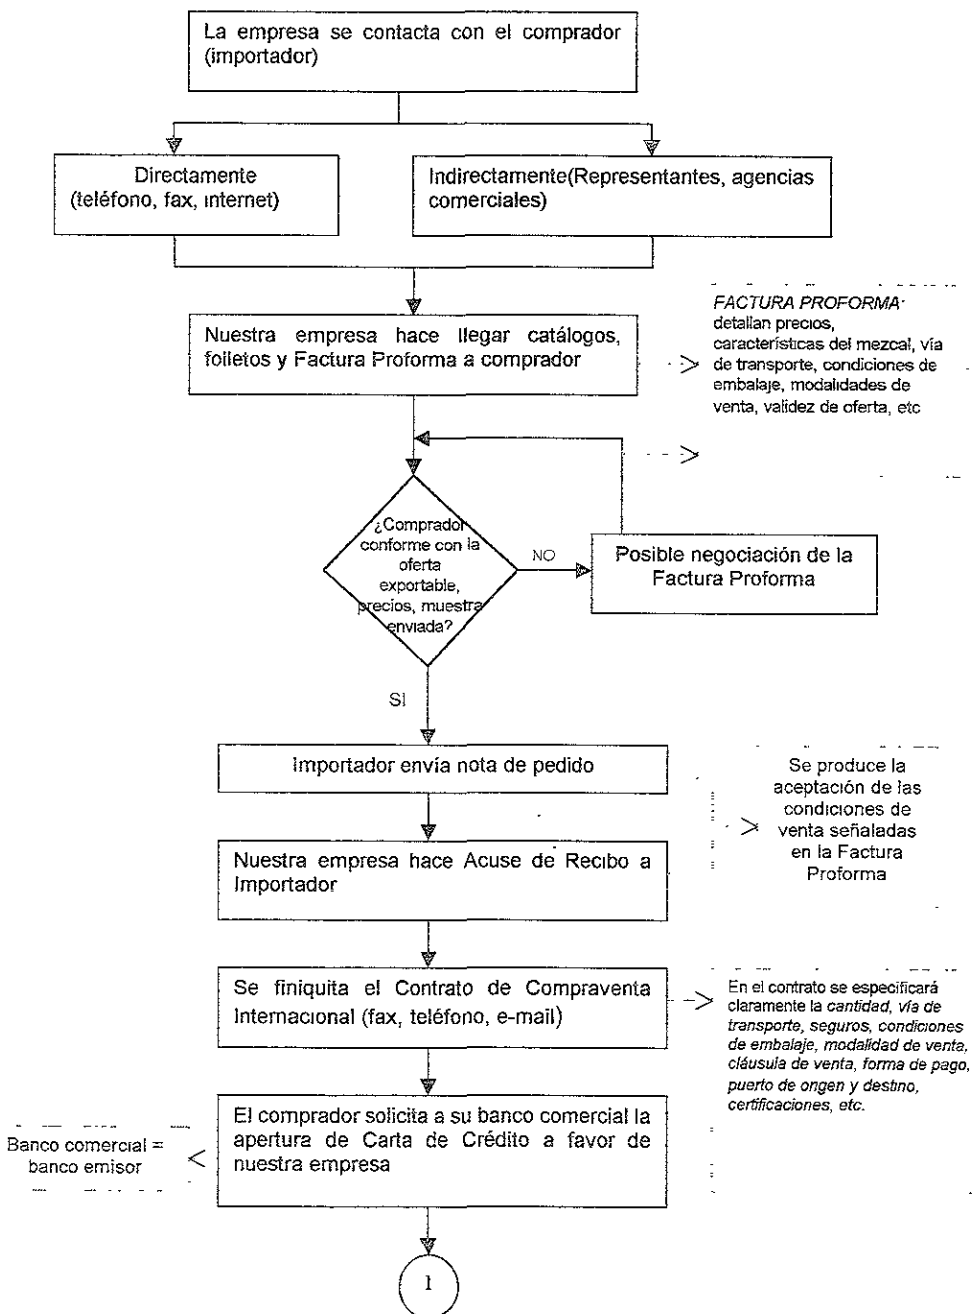 La empresa se contacta con el comprador
(importador)
Directamente
(teléfono, fax, internet)
Indirectamente(Representantes, agencias
comerciales)
Nuestra empresa hace llegar catálogos,
folletos y Factura Proforma a comprador
FACTURA PROFORMA:
detallan precios,
características del mezcal, vía
de transporte, condiciones de
embalaje, modalidades de
venta, validez de oferta, etc
¿Comprador
conforme con la
oferta
exportable,
precios, muestra
enviada?
NO
Posible negociación de la
Factura Proforma
SI
Importador envía nota de pedido
Se produce la
aceptación de las
condiciones de
venta señaladas
en la Factura
Proforma
Nuestra empresa hace Acuse de Recibo a
Importador
Se finiquita el Contrato de Compraventa
Internacional (fax, teléfono, e-mail)
En el contrato se especificará
claramente la cantidad, vía de
transporte, seguros, condiciones
de embalaje, modalidad de venta,
cláusula de venta, forma de pago,
puerto de origen y destino,
certificaciones, etc.
El comprador solicita a su banco comercial la
apertura de Carta de Crédito a favor de
nuestra empresa
Banco comercial =
banco emisor
1